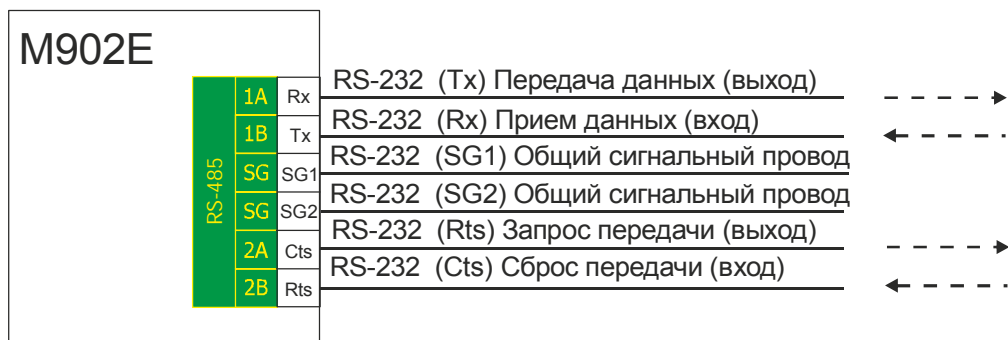 M902E
RS-485
1A Rx RS-232 (Tx) Передача данных (выход)
1B Tx RS-232 (Rx) Прием данных (вход)
SG SG1 RS-232 (SG1) Общий сигнальный провод
SG SG2 RS-232 (SG2) Общий сигнальный провод
2A Cts RS-232 (Rts) Запрос передачи (выход)
2B Rts RS-232 (Cts) Сброс передачи (вход)